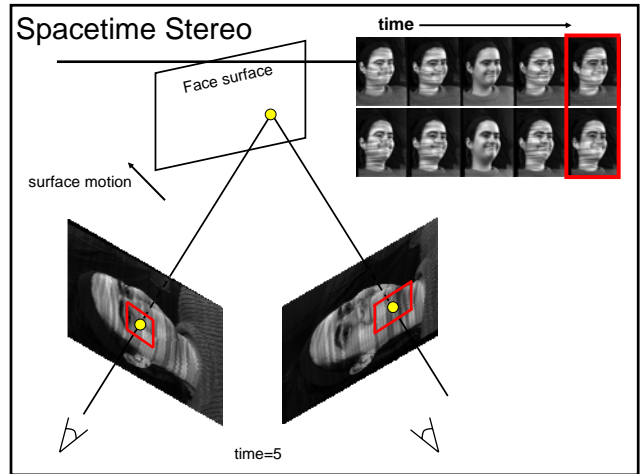 Spacetime Stereo
time
Face surface
surface motion
time=5